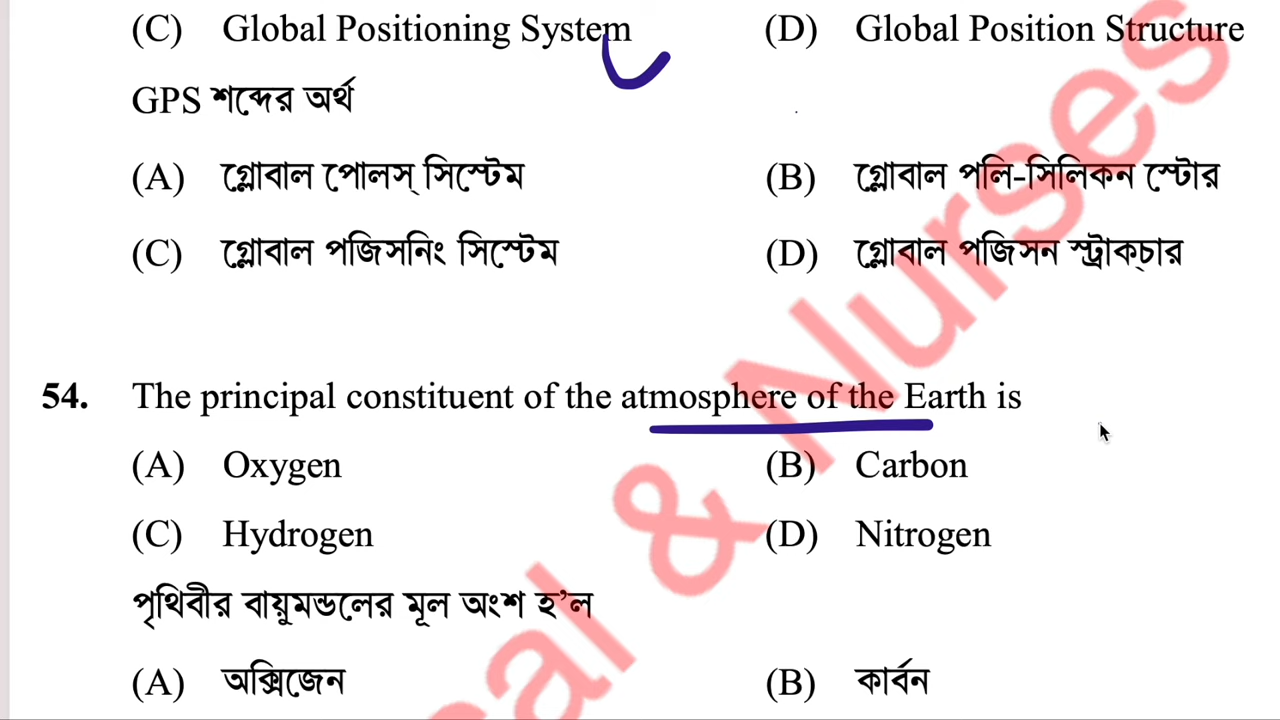 (C) Global Positioning System (D) Global Position Structure
GPS শব্দের অর্থ
(A) গ্লোবাল পোলস্ সিস্টেম (B) গ্লোবাল পলি-সিলিকন স্টোর
(C) গ্লোবাল পজিসনিং সিস্টেম (D) গ্লোবাল পজিসন স্ট্রাক্চার
54. The principal constituent of the atmosphere of the Earth is
(A) Oxygen (B) Carbon
(C) Hydrogen (D) Nitrogen
পৃথিবীর বায়ুমন্ডলের মূল অংশ হ’ল
(A) অক্সিজেন (B) কার্বন
& Nurses